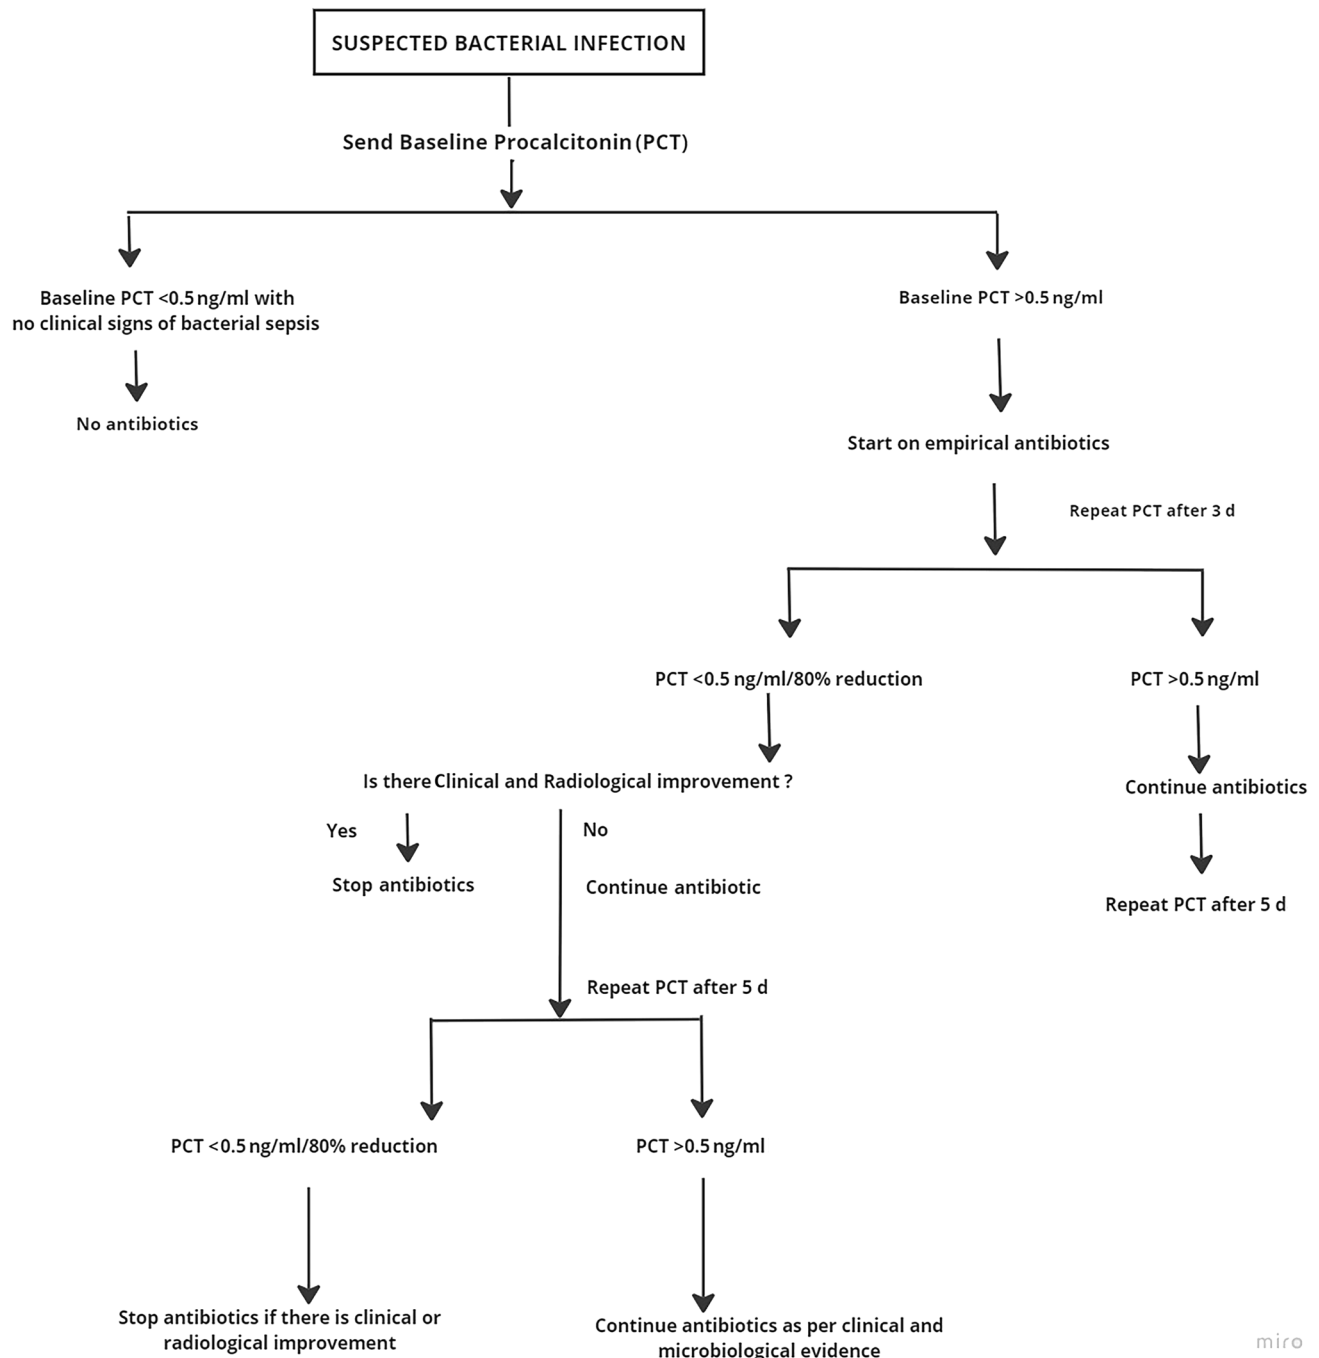 SUSPECTED BACTERIAL INFECTION
Send Baseline Procalcitonin (PCT)
Baseline PCT <0.5 ng/ml with
no clinical signs of bacterial sepsis
No antibiotics
Baseline PCT >0.5 ng/ml
Start on empirical antibiotics
Repeat PCT after 3 d
PCT <0.5 ng/ml/80% reduction
PCT >0.5 ng/ml
Is there Clinical and Radiological improvement ?
Continue antibiotics
Yes
No
Stop antibiotics
Continue antibiotic
Repeat PCT after 5 d
Repeat PCT after 5 d
PCT <0.5 ng/ml/80% reduction
PCT >0.5 ng/ml
Stop antibiotics if there is clinical or
radiological improvement
Continue antibiotics as per clinical and
microbiological evidence
miro